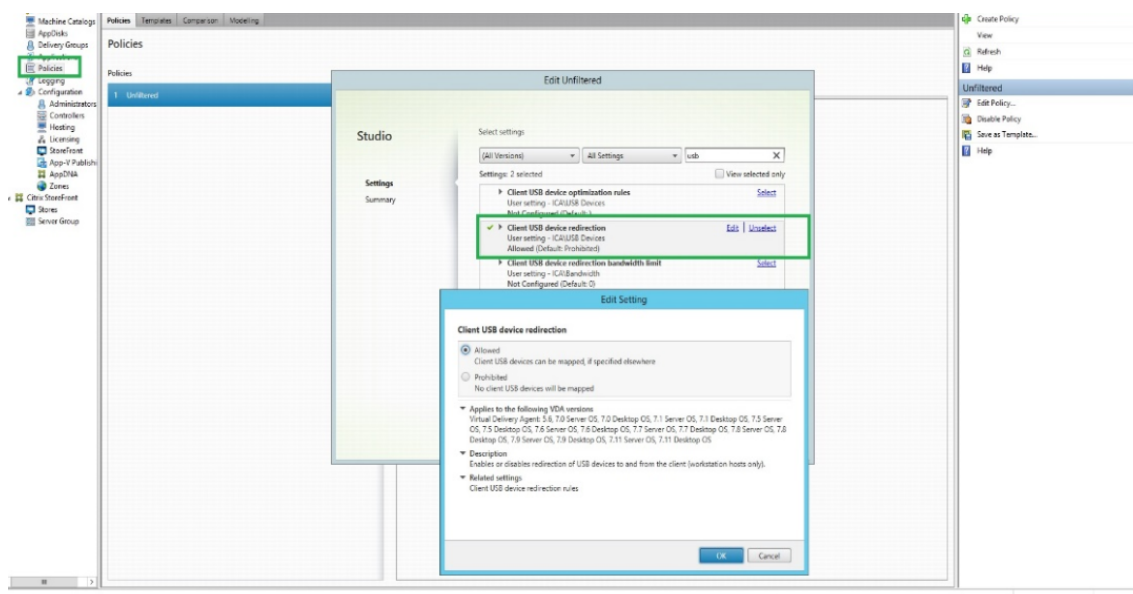 Machine Catalogs
AppDisks
Delivery Groups
Policies
Logging
Configuration
Administrators
Controllers
Hosting
Licensing
StoreFront
App-V Publishi
AppDNA
Zones
Citrix StoreFront
Stores
Server Group
Policies Templates Comparison Modeling
Policies
Policies
1 Unfiltered
Edit Unfiltered
Studio
Settings
Summary
Select settings
(All Versions) All Settings usb X
Settings: 2 selected View selected only
Client USB device optimization rules Select
User setting - ICA\USB Devices
Not Configured (Default: )
Client USB device redirection Edit | Unselect
User setting - ICA\USB Devices
Allowed (Default: Prohibited)
Client USB device redirection bandwidth limit Select
User setting - ICA\Bandwidth
Not Configured (Default: 0)
Edit Setting
Client USB device redirection
Allowed
Client USB devices can be mapped, if specified elsewhere
Prohibited
No client USB devices will be mapped
Applies to the following VDA versions
Virtual Delivery Agent: 5.6, 7.0 Server OS, 7.0 Desktop OS, 7.1 Server OS, 7.1 Desktop OS, 7.5 Server
OS, 7.5 Desktop OS, 7.6 Server OS, 7.6 Desktop OS, 7.7 Server OS, 7.7 Desktop OS, 7.8 Server OS, 7.8
Desktop OS, 7.9 Server OS, 7.9 Desktop OS, 7.11 Server OS, 7.11 Desktop OS
Description
Enables or disables redirection of USB devices to and from the client (workstation hosts only).
Related settings
Client USB device redirection rules
OK Cancel
Create Policy
View
Refresh
Help
Unfiltered
Edit Policy...
Disable Policy
Save as Template...
Help